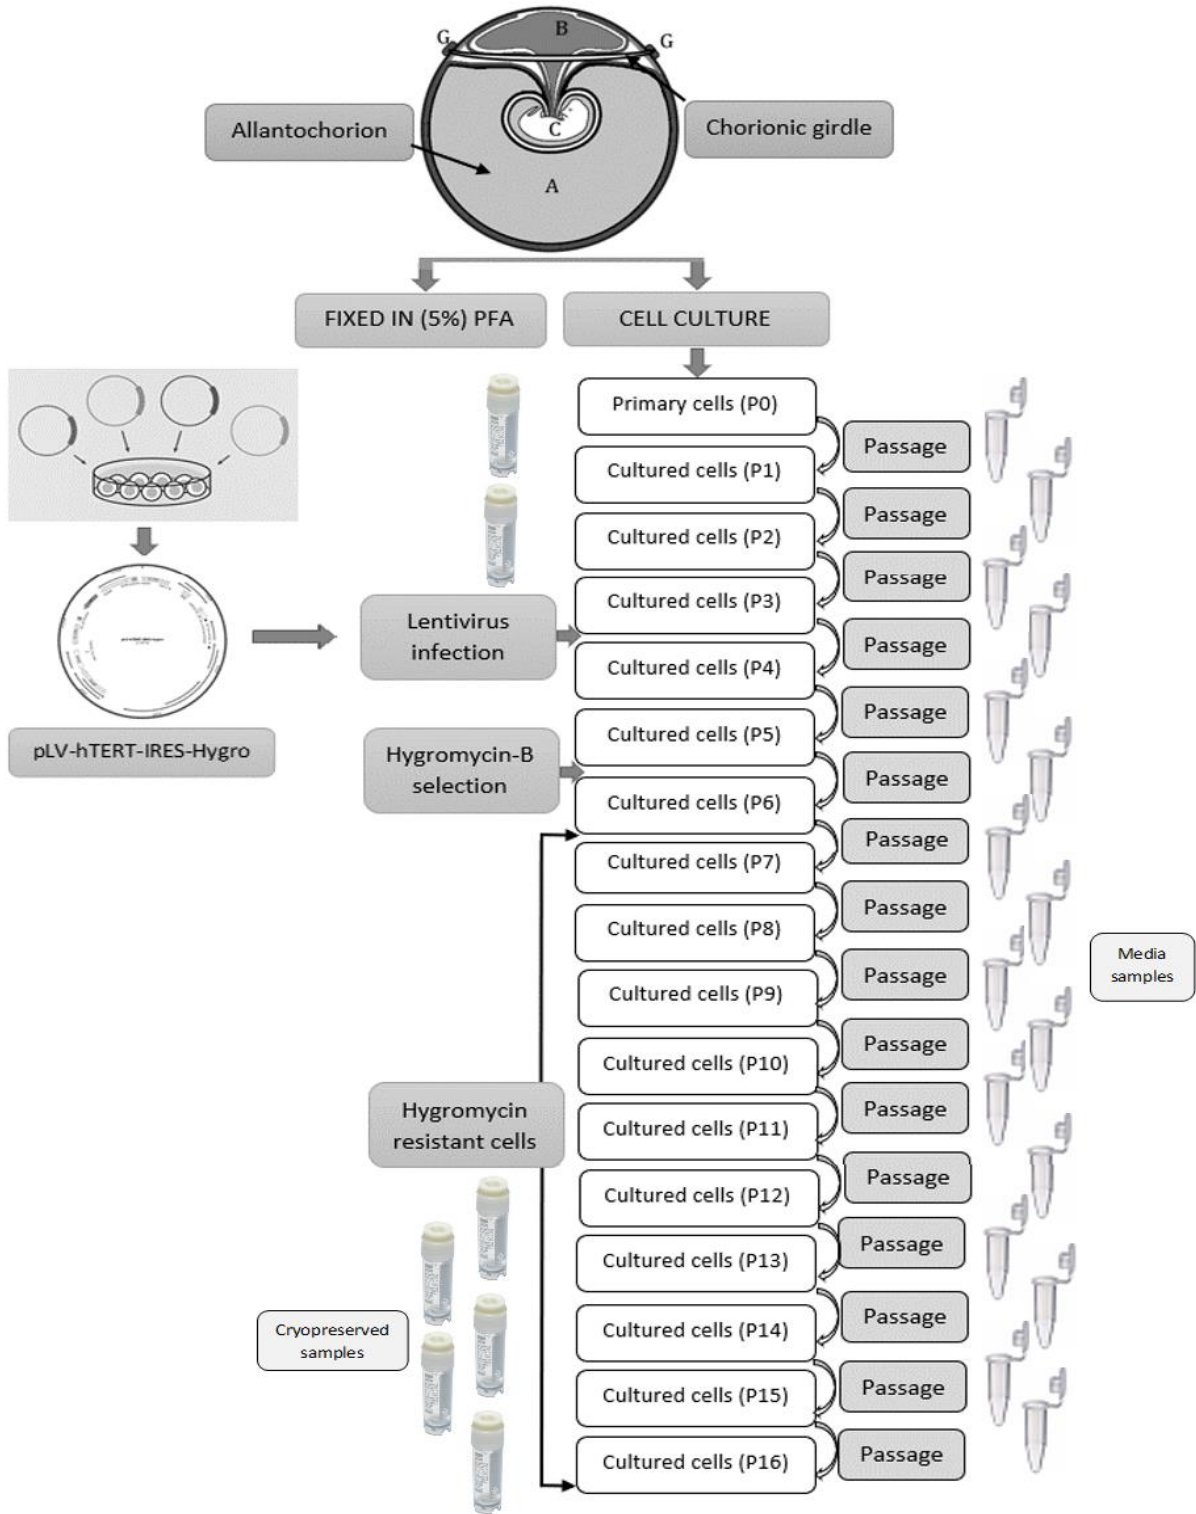 B
G
G
Allantochorion
Chorionic girdle
C
A
FIXED IN (5%) PFA
CELL CULTURE
Primary cells (P0)
Passage
Cultured cells (P1)
Passage
Cultured cells (P2)
Passage
Cultured cells (P3)
Lentivirus
infection
Passage
Cultured cells (P4)
Passage
pLV-hTERT-IRES-Hygro
Cultured cells (P5)
Hygromycin-B
selection
Passage
Cultured cells (P6)
Passage
Cultured cells (P7)
Passage
Cultured cells (P8)
Media
samples
Passage
Cultured cells (P9)
Passage
Cultured cells (P10)
Hygromycin
resistant cells
Passage
Cultured cells (P11)
Passage
Cultured cells (P12)
Passage
Cultured cells (P13)
Passage
Cryopreserved
samples
Cultured cells (P14)
Passage
Cultured cells (P15)
Passage
Cultured cells (P16)